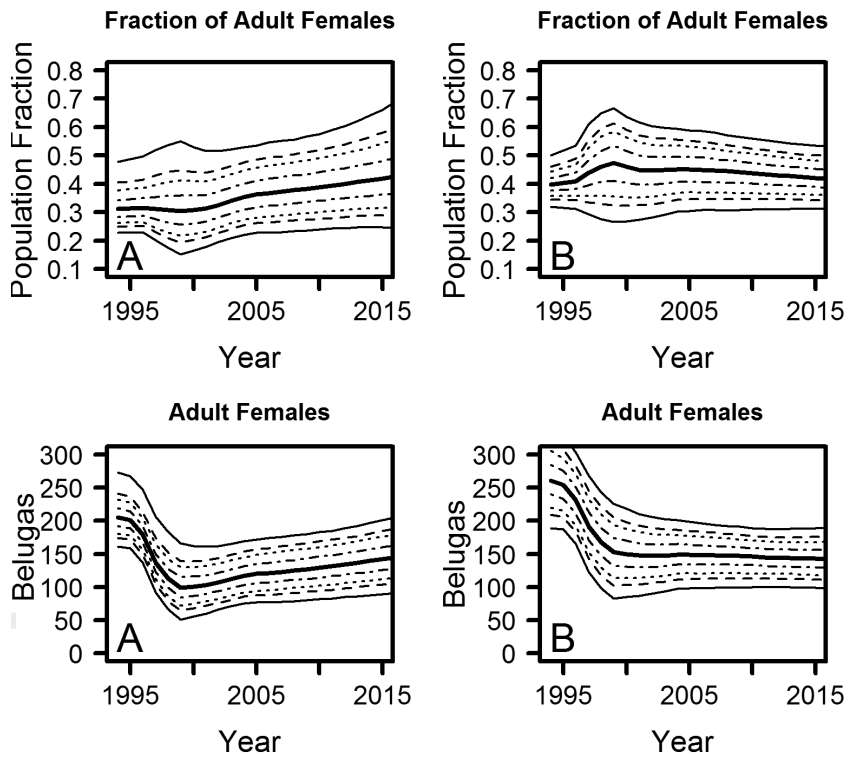 Fraction of Adult Females
Population Fraction
0.8
0.7
0.6
0.5
0.4
0.3
0.2
0.1
A
1995
2005
2015
Year
Fraction of Adult Females
Population Fraction
0.8
0.7
0.6
0.5
0.4
0.3
0.2
0.1
B
1995
2005
2015
Year
Adult Females
Belugas
300
250
200
150
100
50
0
A
1995
2005
2015
Year
Adult Females
Belugas
300
250
200
150
100
50
0
B
1995
2005
2015
Year